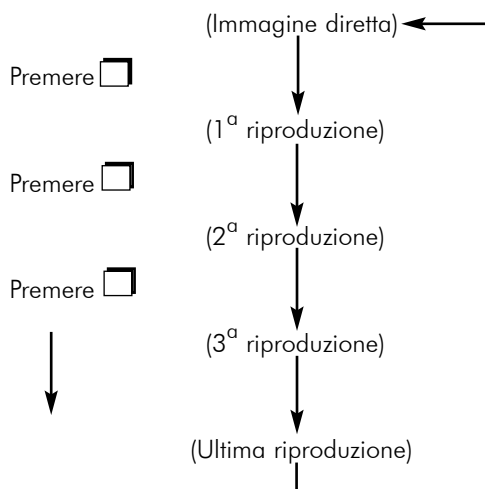 (Immagine diretta)
Premere
(1ª riproduzione)
Premere
(2ª riproduzione)
Premere
(3ª riproduzione)
(Ultima riproduzione)